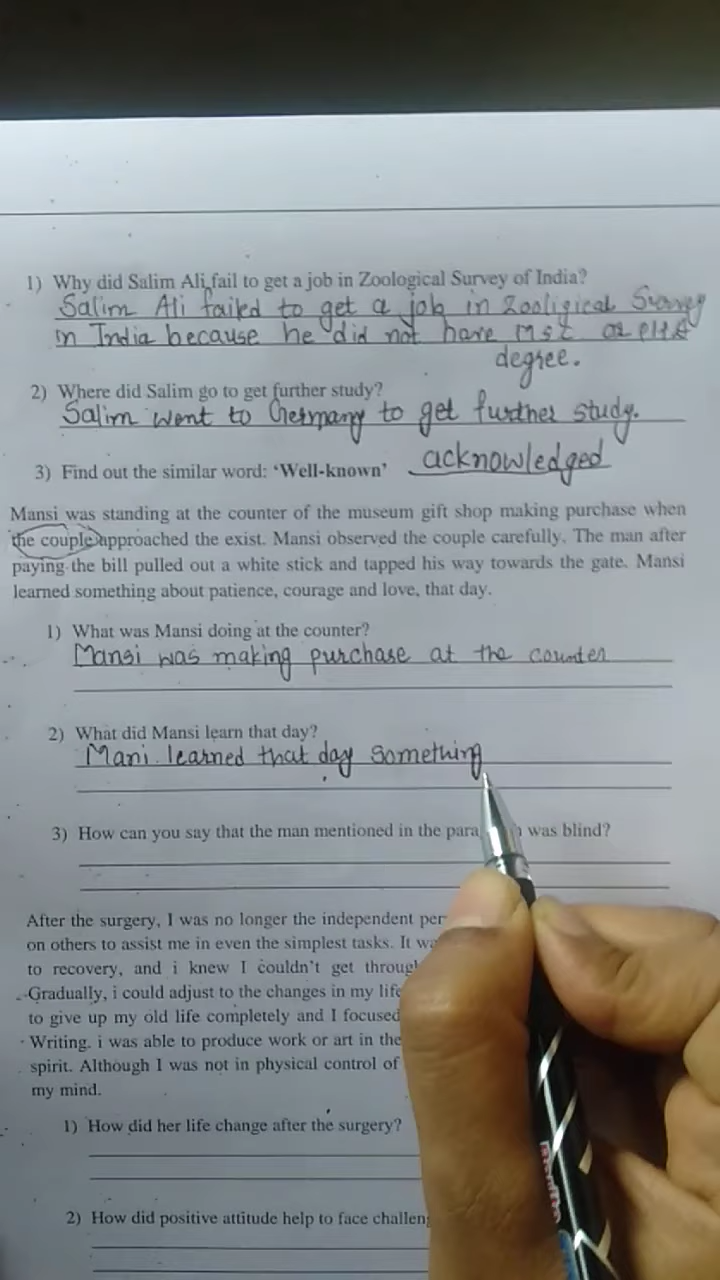 1) Why did Salim Ali fail to get a job in Zoological Survey of India?
Salim Ali failed to get a job in Zooligical Survey
in India because he did not have MSc or PHD
degree.
2) Where did Salim go to get further study?
Salim went to Germany to get further study.
3) Find out the similar word: ‘Well-known’ acknowledged
Mansi was standing at the counter of the museum gift shop making purchase when
the couple approached the exist. Mansi observed the couple carefully. The man after
paying the bill pulled out a white stick and tapped his way towards the gate. Mansi
learned something about patience, courage and love, that day.
1) What was Mansi doing at the counter?
Mansi was making purchase at the counter
2) What did Mansi learn that day?
Mani learned that day something
3) How can you say that the man mentioned in the was blind?
After the surgery, I was no longer the independent
on others to assist me in even the simplest tasks. It
to recovery, and i knew I couldn't get
Gradually, i could adjust to the changes in my life
to give up my old life completely and I focused
Writing. i was able to produce work or art in the
spirit. Although I was not in physical control of
my mind.
1) How did her life change after the surgery?
2) How did positive attitude help to face